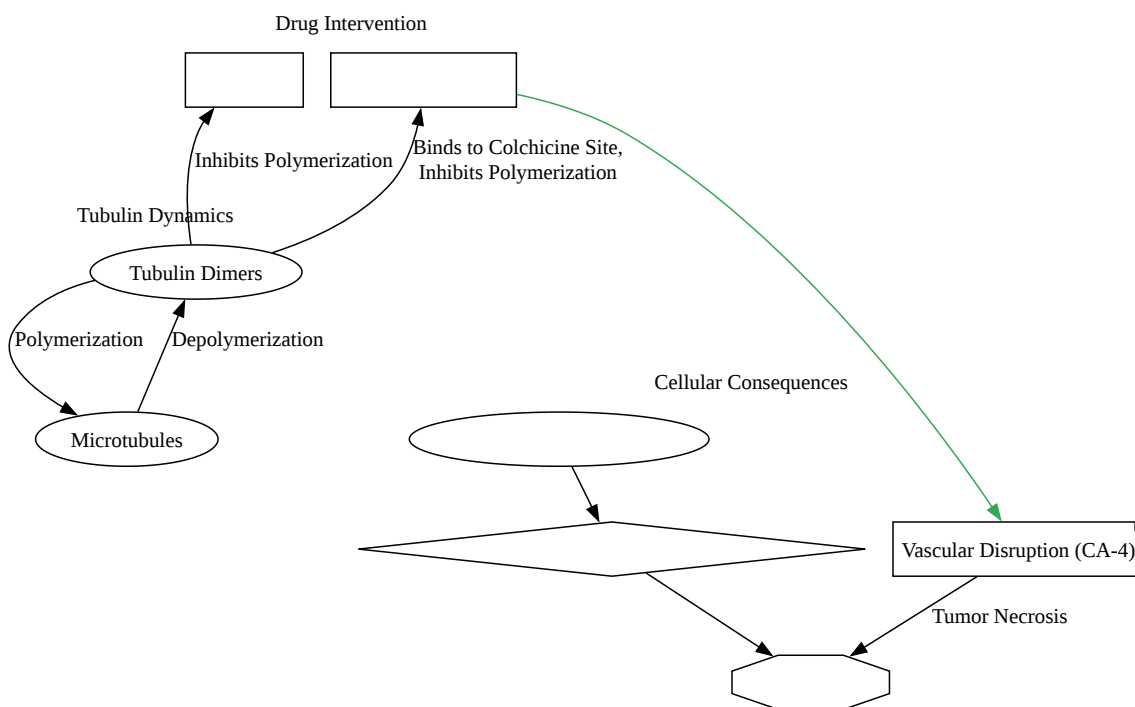 Drug Intervention
Inhibits Polymerization
Binds to Colchicine Site,
Inhibits Polymerization
Tubulin Dynamics
Tubulin Dimers
Polymerization
Depolymerization
Cellular Consequences
Microtubules
Vascular Disruption (CA-4)
Tumor Necrosis